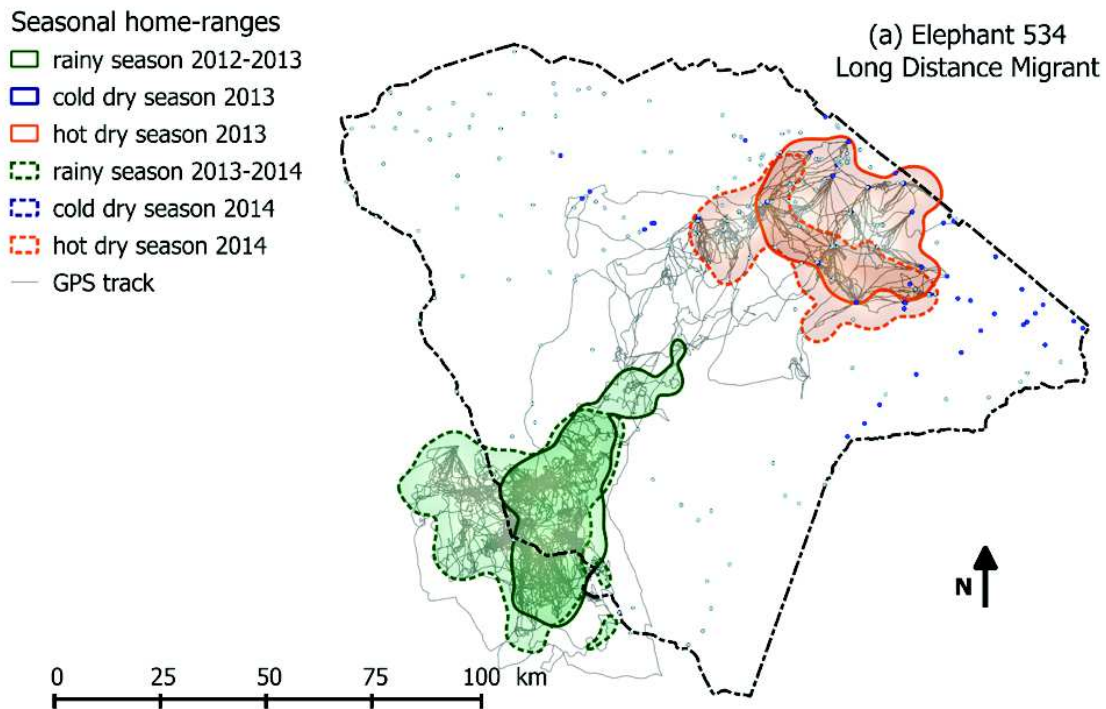 Seasonal home-ranges
rainy season 2012-2013
cold dry season 2013
hot dry season 2013
rainy season 2013-2014
cold dry season 2014
hot dry season 2014
GPS track
(a) Elephant 534
Long Distance Migrant
N
0 25 50 75 100 km